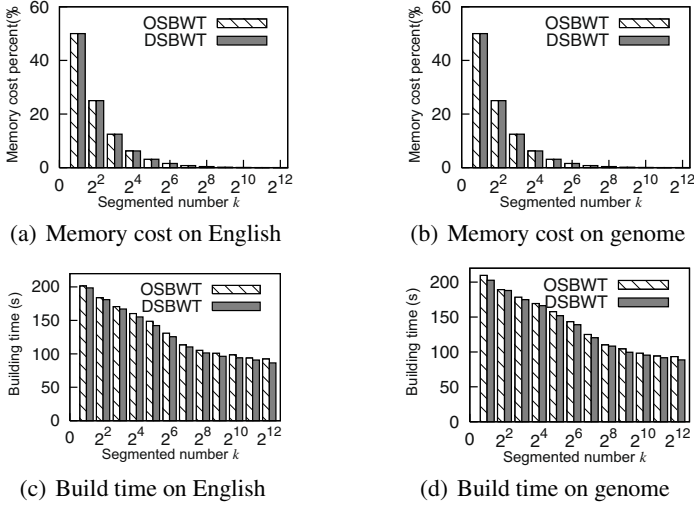 Memory cost percent(%
60
40
20
0
OSBWT
DSBWT
0 2^2 2^4 2^6 2^8 2^10 2^12
Segmented number k
(a) Memory cost on English
Memory cost percent(%
60
40
20
0
OSBWT
DSBWT
0 2^2 2^4 2^6 2^8 2^10 2^12
Segmented number k
(b) Memory cost on genome
Building time (s)
200
150
100
50
0
OSBWT
DSBWT
0 2^2 2^4 2^6 2^8 2^10 2^12
Segmented number k
(c) Build time on English
Building time (s)
200
150
100
50
0
OSBWT
DSBWT
0 2^2 2^4 2^6 2^8 2^10 2^12
Segmented number k
(d) Build time on genome